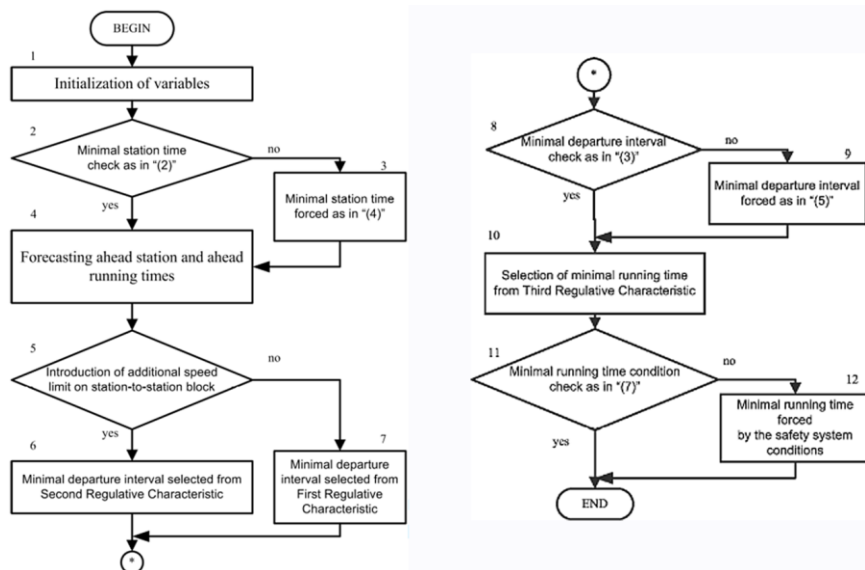 BEGIN
1
Initialization of variables
2
Minimal station time
check as in "(2)"
no
yes
3
Minimal station time
forced as in "(4)"
4
Forecasting ahead station and ahead
running times
5
Introduction of additional speed
limit on station-to-station block
no
yes
6
Minimal departure interval selected from
Second Regulative Characteristic
7
Minimal departure
interval selected from
First Regulative
Characteristic
*
*
8
Minimal departure interval
check as in "(3)"
no
yes
9
Minimal departure interval
forced as in "(5)"
10
Selection of minimal running time
from Third Regulative Characteristic
11
Minimal running time condition
check as in "(7)"
no
yes
12
Minimal running time
forced
by the safety system
conditions
END